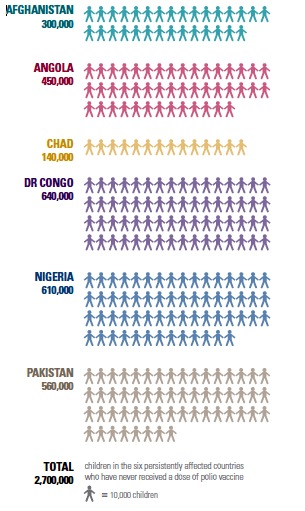 AFGHANISTAN
300,000
ANGOLA
450,000
CHAD
140,000
DR CONGO
640,000
NIGERIA
610,000
PAKISTAN
560,000
TOTAL
2,700,000
children in the six persistently affected countries
who have never received a dose of polio vaccine
= 10,000 children